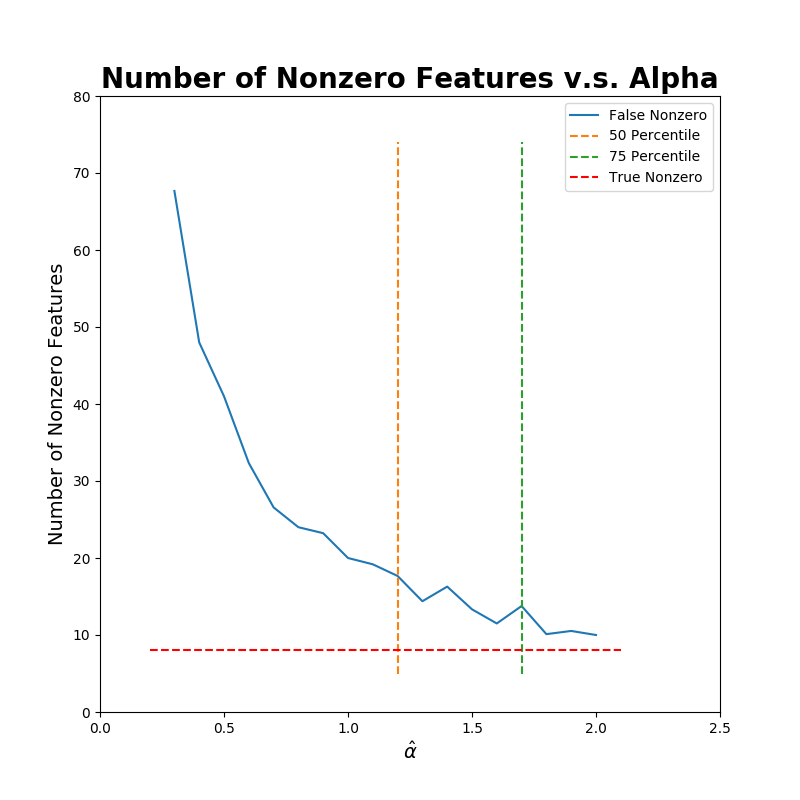 Number of Nonzero Features v.s. Alpha
False Nonzero
50 Percentile
75 Percentile
True Nonzero
Number of Nonzero Features
80
70
60
50
40
30
20
10
0
0.0 0.5 1.0 1.5 2.0 2.5
α̂